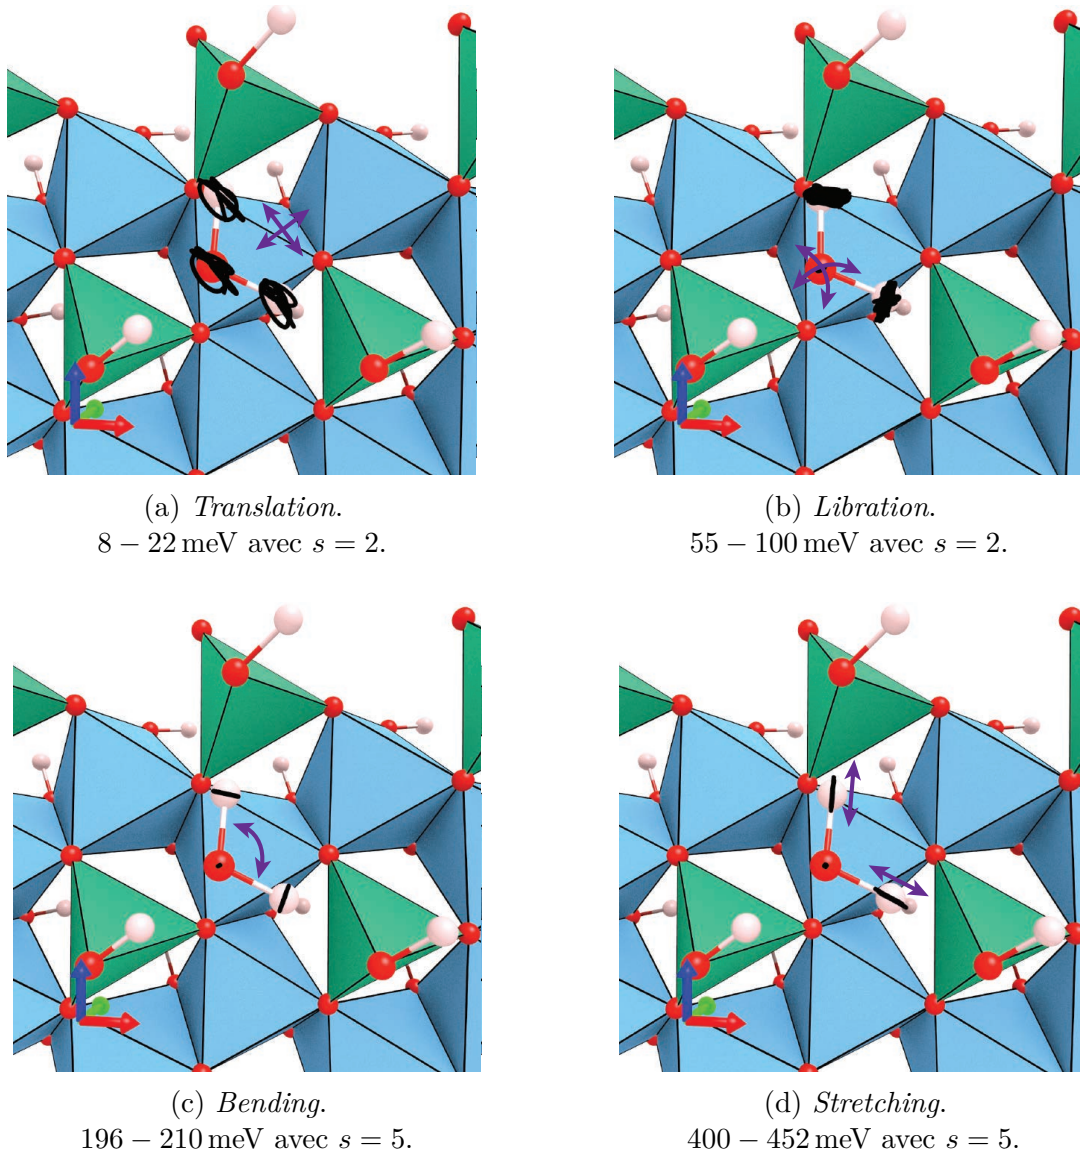 (a) Translation.
8 – 22 meV avec s = 2.
(b) Libration.
55 – 100 meV avec s = 2.
(c) Bending.
196 – 210 meV avec s = 5.
(d) Stretching.
400 – 452 meV avec s = 5.